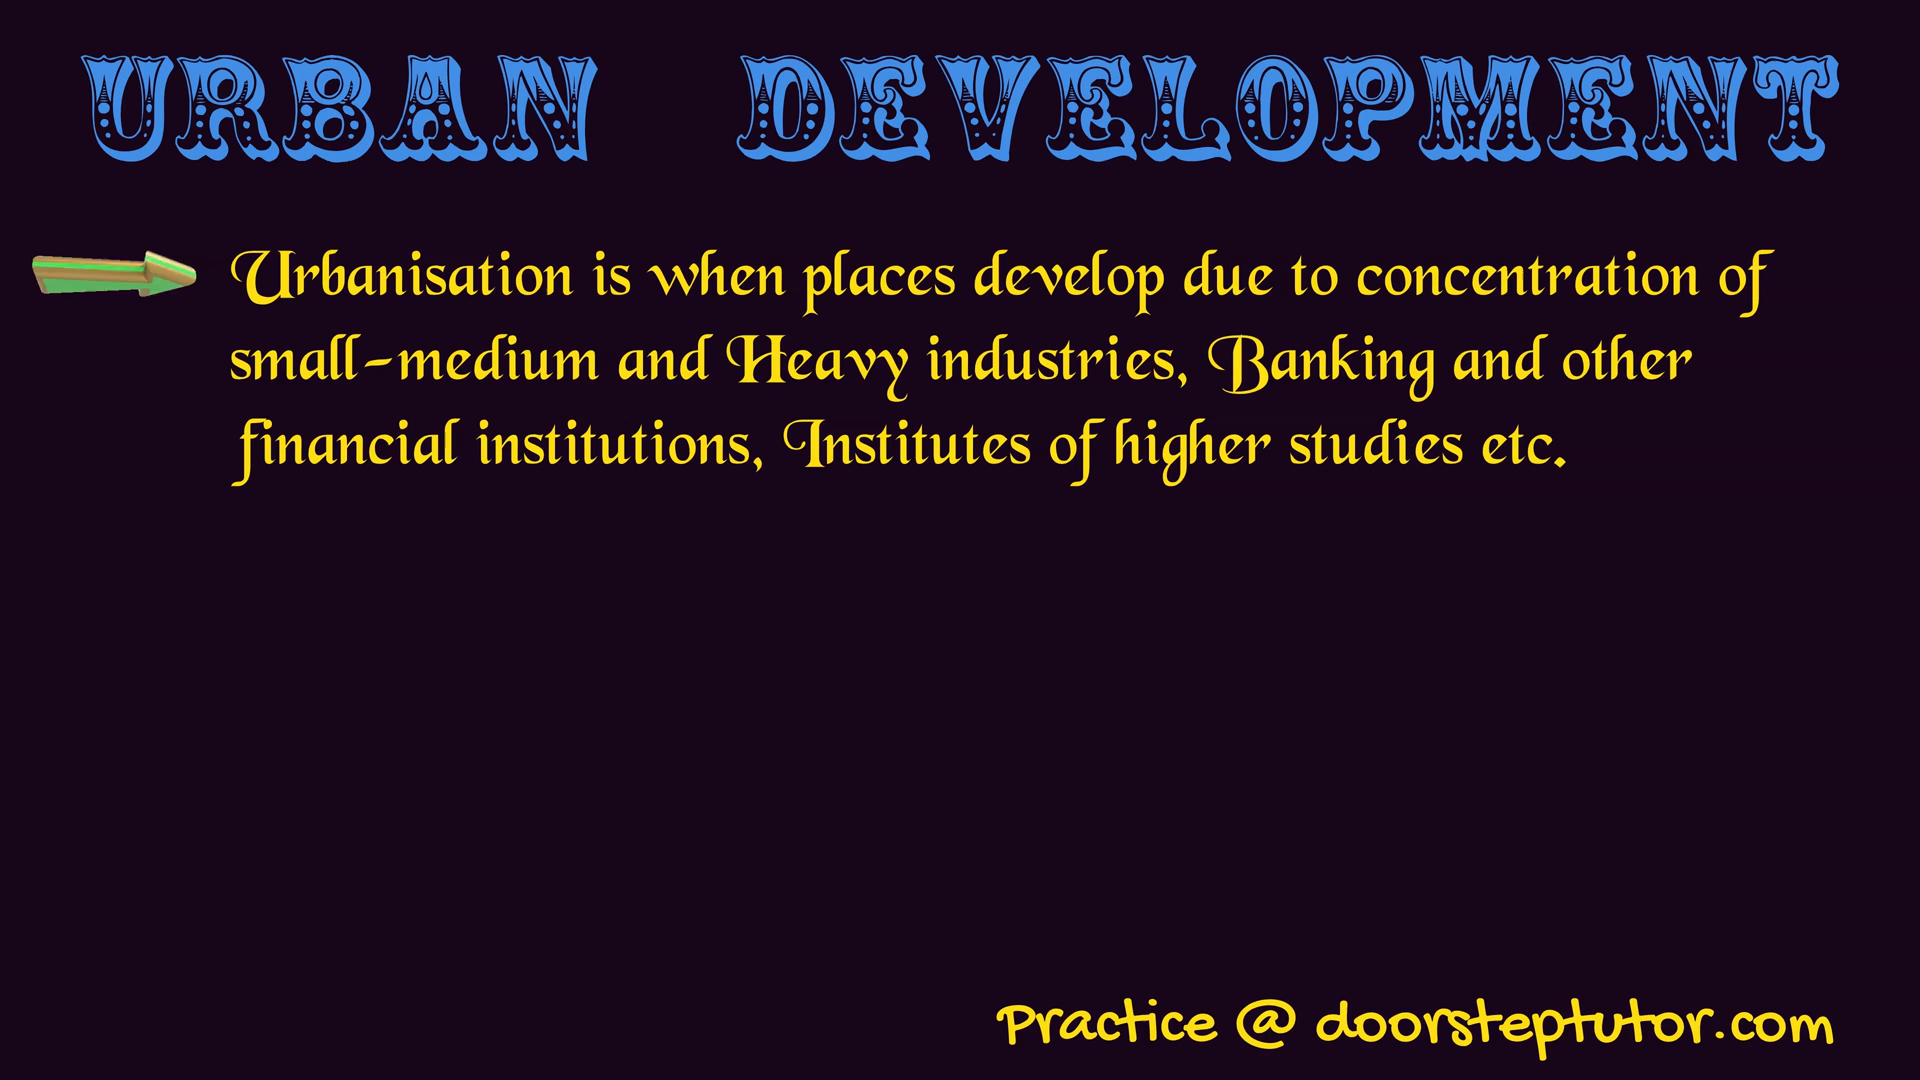 URBAN DEVELOPMENT
Urbanisation is when places develop due to concentration of
small-medium and Heavy industries, Banking and other
financial institutions, Institutes of higher studies etc.
Practice @ doorsteptutor.com